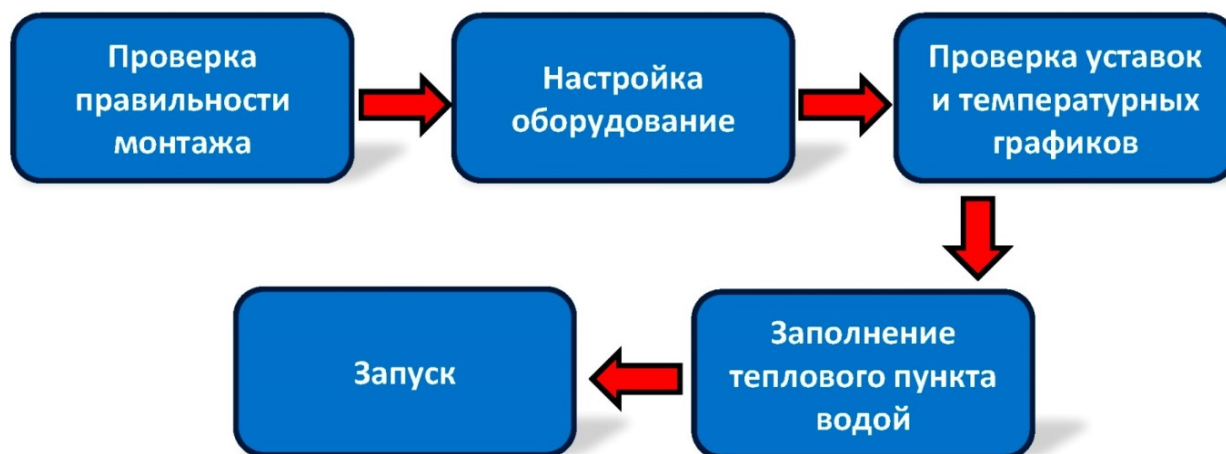 Проверка
правильности
монтажа
Настройка
оборудование
Проверка уставок
и температурных
графиков
Заполнение
теплового пункта
водой
Запуск